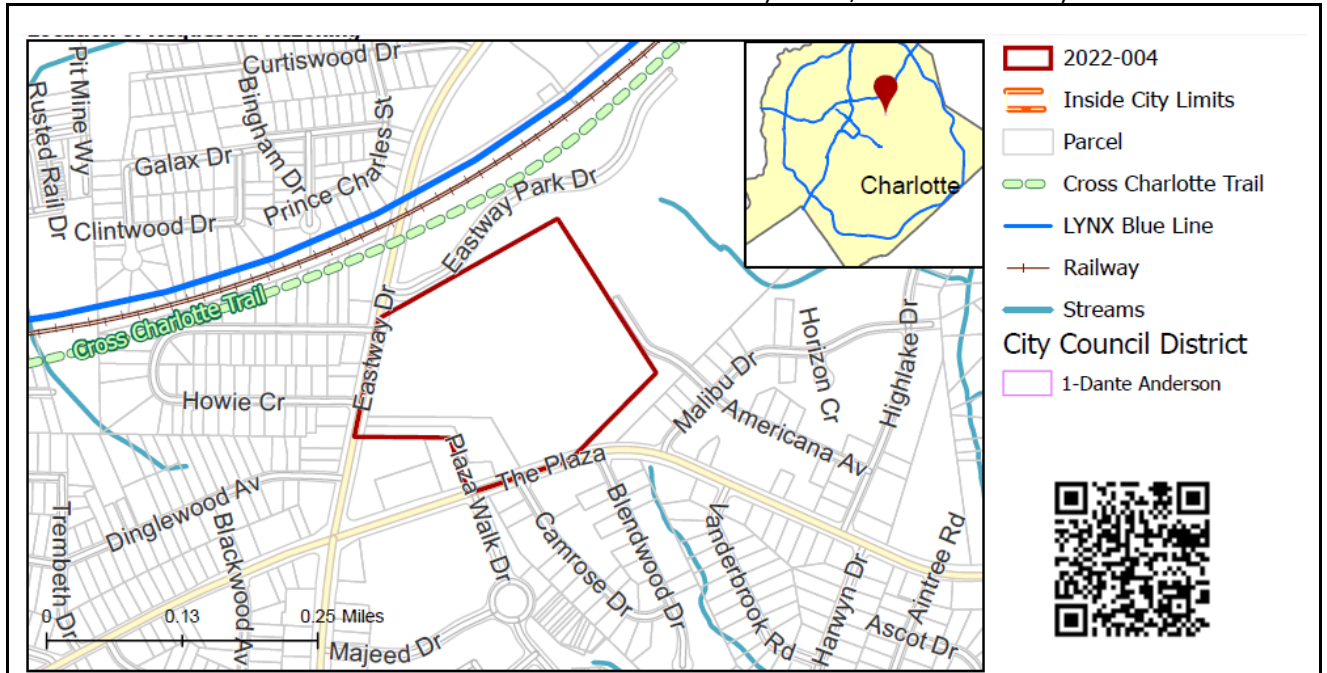 Location of Requested Rezoning
Curtiswood Dr
Pit Mine Wy
Bingham Dr
Rusted Rail Dr
Galax Dr
Prince Charles St
Clintwood Dr
Eastway Park Dr
Cross Charlotte Trail
Eastway Dr
Howie Cr
Horizon Cr
Highlake Dr
Malibu Dr
Americana Av
Plaza Walk Dr
The Plaza
Dinglewood Av
Trembeth Dr
Blackwood Av
Camrose Dr
Blendwood Dr
Vanderbrook Rd
Harwyn Dr
Aintree Rd
Ascot Dr
Majeed Dr
0 0.13 0.25 Miles
Charlotte
2022-004
Inside City Limits
Parcel
Cross Charlotte Trail
LYNX Blue Line
Railway
Streams
City Council District
1-Dante Anderson